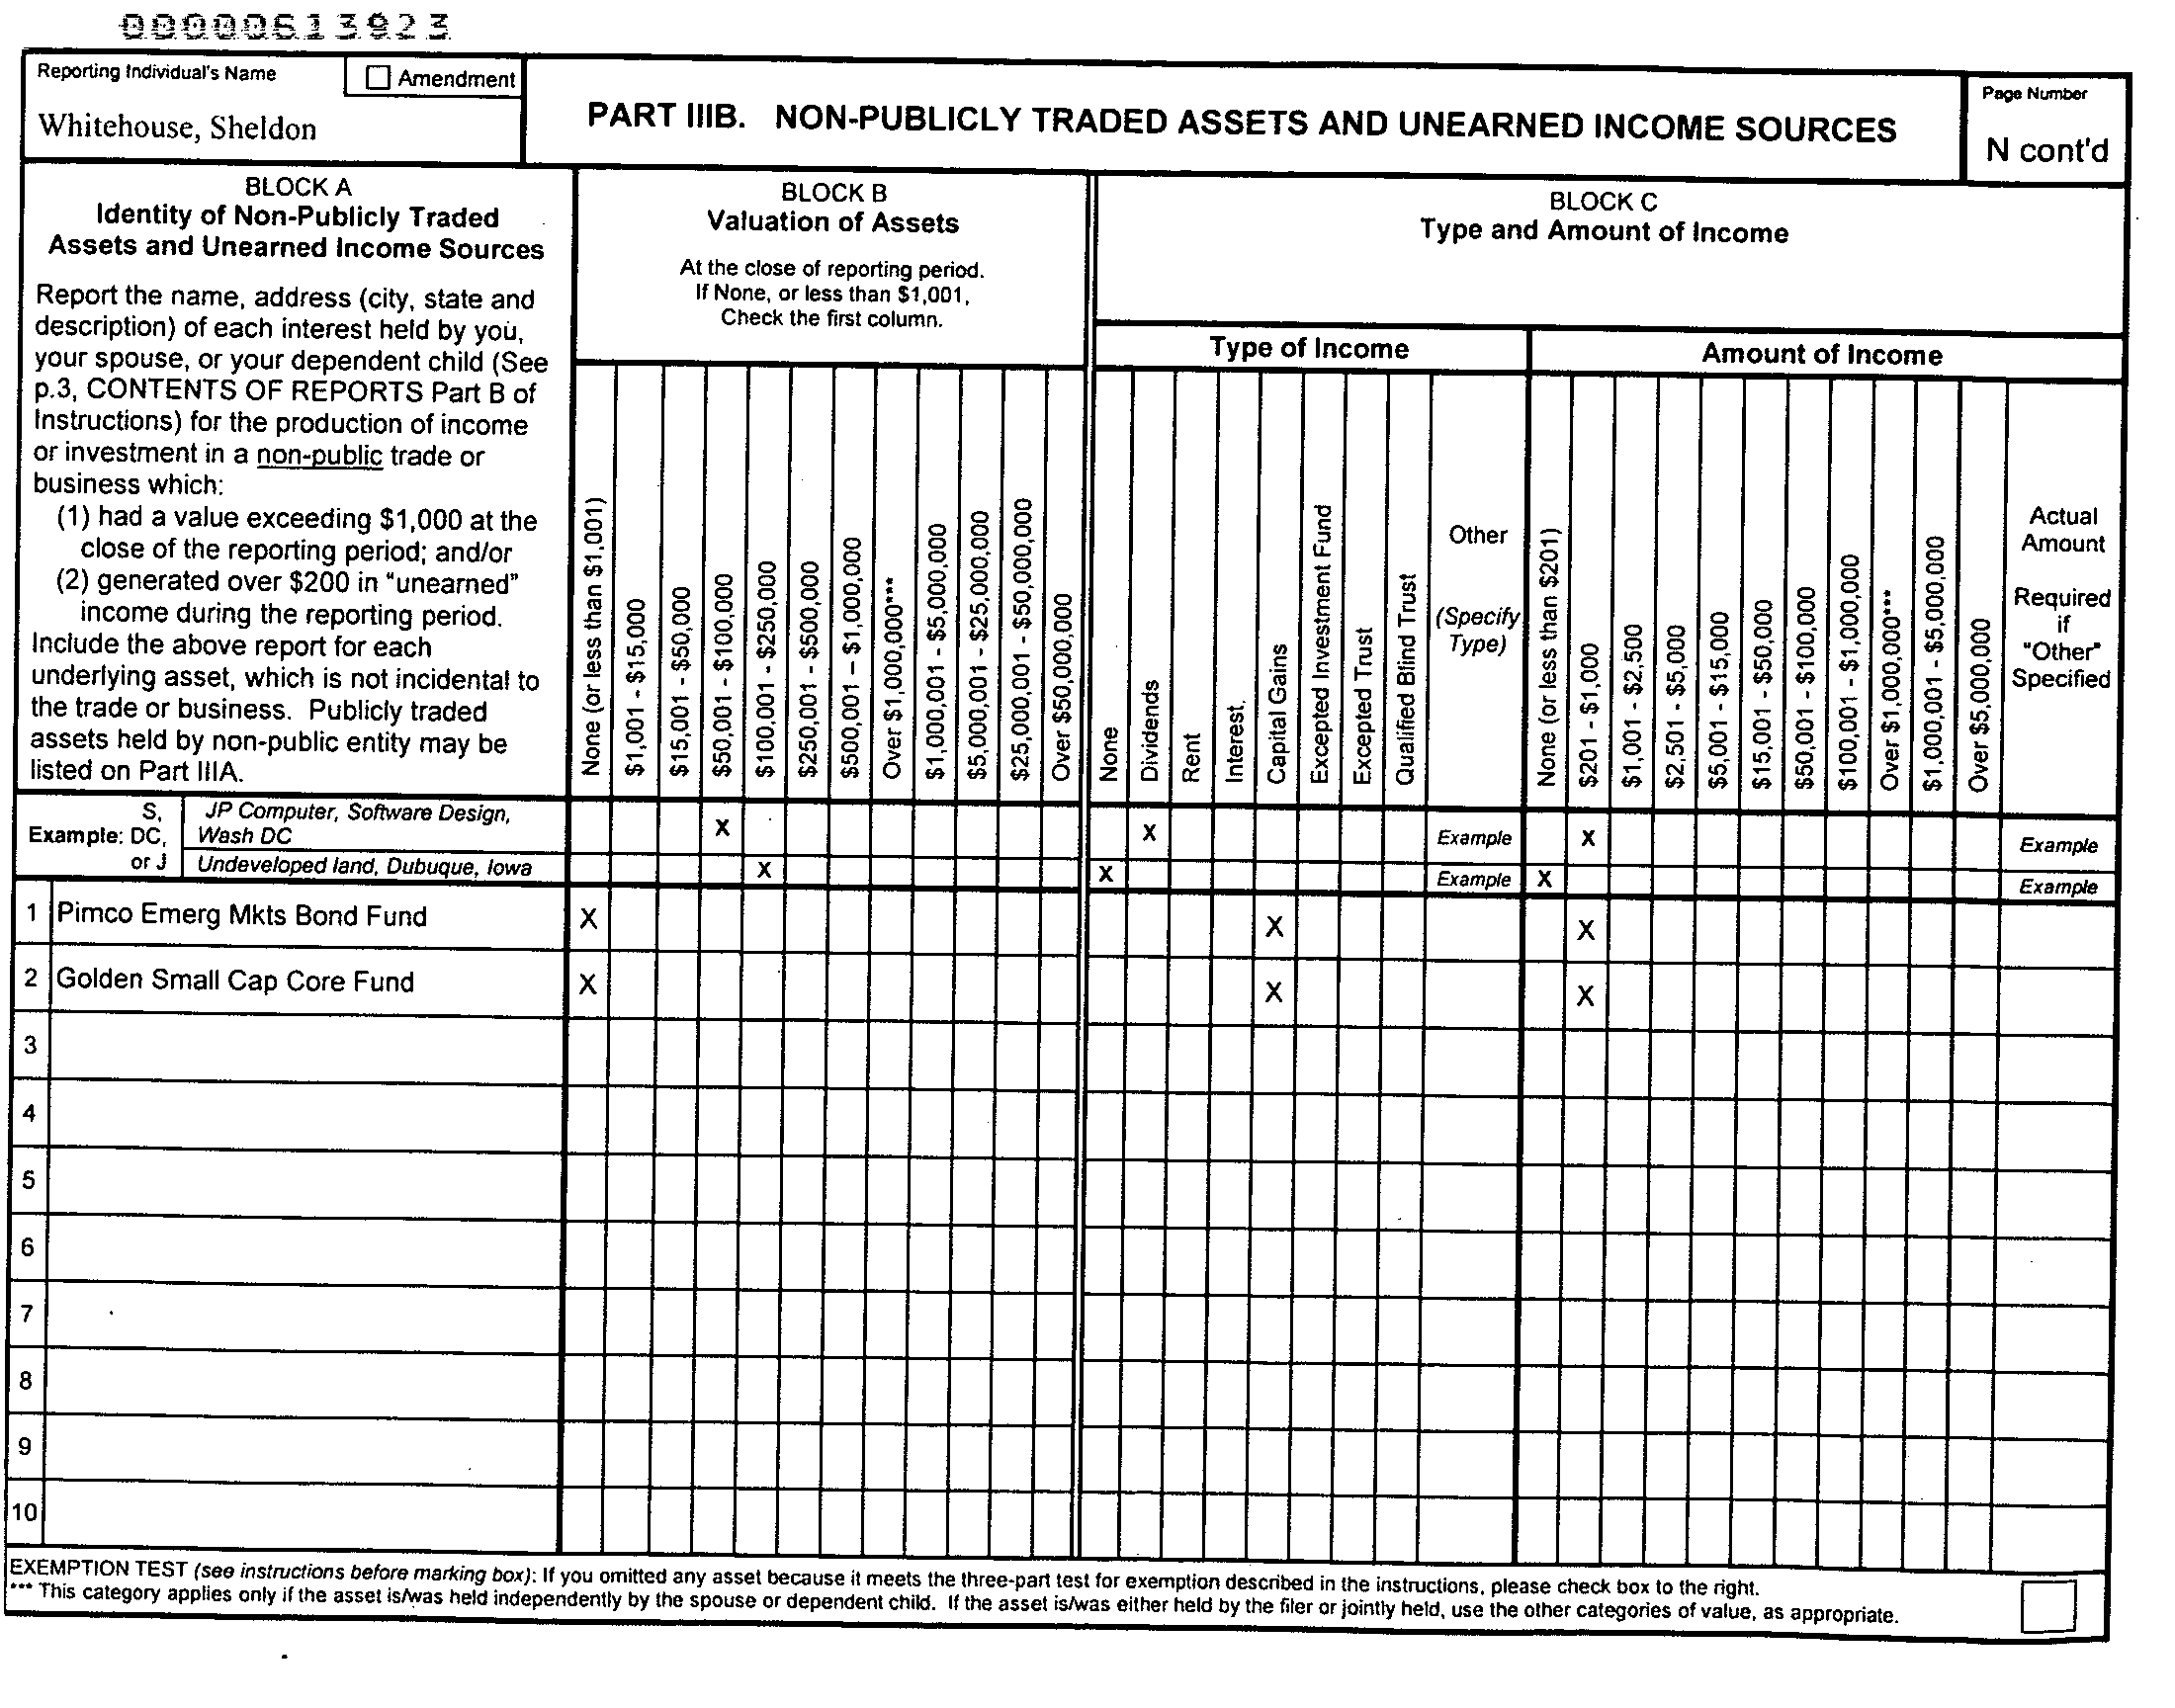 00000613923
Reporting Individual's Name
Amendment
Whitehouse, Sheldon
PART IIIB. NON-PUBLICLY TRADED ASSETS AND UNEARNED INCOME SOURCES
Page Number
N cont'd
BLOCK A
Identity of Non-Publicly Traded
Assets and Unearned Income Sources
Report the name, address (city, state and
description) of each interest held by you,
your spouse, or your dependent child (See
p.3, CONTENTS OF REPORTS Part B of
Instructions) for the production of income
or investment in a non-public trade or
business which:
(1) had a value exceeding $1,000 at the
close of the reporting period; and/or
(2) generated over $200 in "unearned"
income during the reporting period.
Include the above report for each
underlying asset, which is not incidental to
the trade or business. Publicly traded
assets held by non-public entity may be
listed on Part IIIA.
BLOCK B
Valuation of Assets
At the close of reporting period.
If None, or less than $1,001,
Check the first column.
None (or less than $1,001)
$1,001 - $15,000
$15,001 - $50,000
$50,001 - $100,000
$100,001 - $250,000
$250,001 - $500,000
$500,001 – $1,000,000
Over $1,000,000***
$1,000,001 - $5,000,000
$5,000,001 - $25,000,000
$25,000,001 - $50,000,000
Over $50,000,000
BLOCK C
Type and Amount of Income
Type of Income
None
Dividends
Rent
Interest.
Capital Gains
Excepted Investment Fund
Excepted Trust
Qualified Blind Trust
Other
(Specify
Type)
Amount of Income
None (or less than $201)
$201 - $1,000
$1,001 - $2,500
$2,501 - $5,000
$5,001 - $15,000
$15,001 - $50,000
$50,001 - $100,000
$100,001 - $1,000,000
Over $1,000,000***
$1,000,001 - $5,000,000
Over $5,000,000
Actual
Amount
Required
if
"Other"
Specified
S,
Example: DC,
or J
JP Computer, Software Design,
Wash DC
X X Example X Example
Undeveloped land, Dubuque, Iowa X X Example X Example
1 Pimco Emerg Mkts Bond Fund X X X
2 Golden Small Cap Core Fund X X X
3
4
5
6
7
8
9
10
EXEMPTION TEST (see instructions before marking box): If you omitted any asset because it meets the three-part test for exemption described in the instructions, please check box to the right.
*** This category applies only if the asset is/was held independently by the spouse or dependent child. If the asset is/was either held by the filer or jointly held, use the other categories of value, as appropriate.